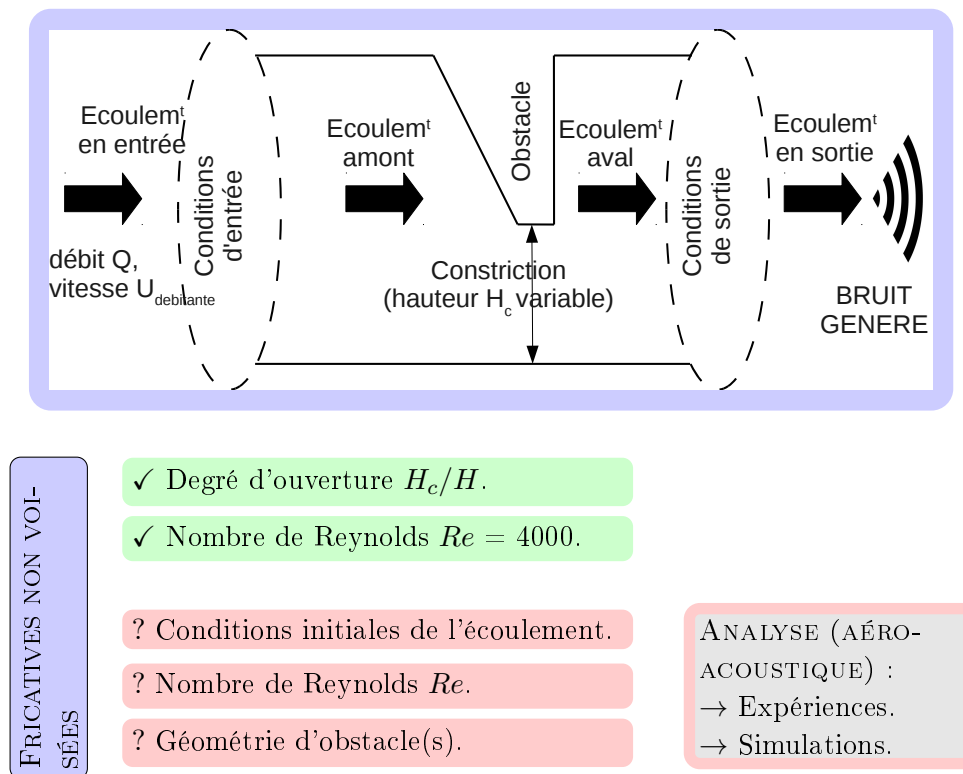 Ecoulemᵗ
en entrée
débit Q,
vitesse U_debitante
Conditions
d'entrée
Ecoulemᵗ
amont
Obstacle
Constriction
(hauteur H_c variable)
Ecoulemᵗ
aval
Conditions
de sortie
Ecoulemᵗ
en sortie
BRUIT
GENERE
FRICATIVES NON VOI-
SÉES
✓ Degré d'ouverture H_c/H.
✓ Nombre de Reynolds Re = 4000.
? Conditions initiales de l'écoulement.
? Nombre de Reynolds Re.
? Géométrie d'obstacle(s).
ANALYSE (AÉRO-
ACOUSTIQUE) :
→ Expériences.
→ Simulations.